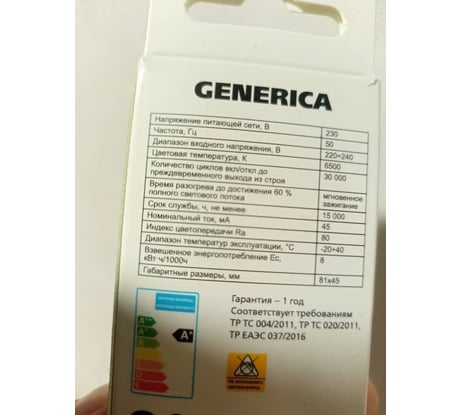 GENERICA
Напряжение питающей сети, В 230
Частота, Гц 50
Диапазон входного напряжения, В 220÷240
Цветовая температура, К 6500
Количество циклов вкл/откл до
преждевременного выхода из строя 30 000
Время разогрева до достижения 60 %
полного светового потока мгновенное
зажигание
Срок службы, ч, не менее 15 000
Номинальный ток, мА 45
Индекс цветопередачи Ra 80
Диапазон температур эксплуатации, °С -20÷40
Взвешенное энергопотребление Ec,
кВт·ч/1000ч 8
Габаритные размеры, мм 81x45
Гарантия – 1 год
Соответствует требованиям
ТР ТС 004/2011, ТР ТС 020/2011,
ТР ЕАЭС 037/2016
A++
A+